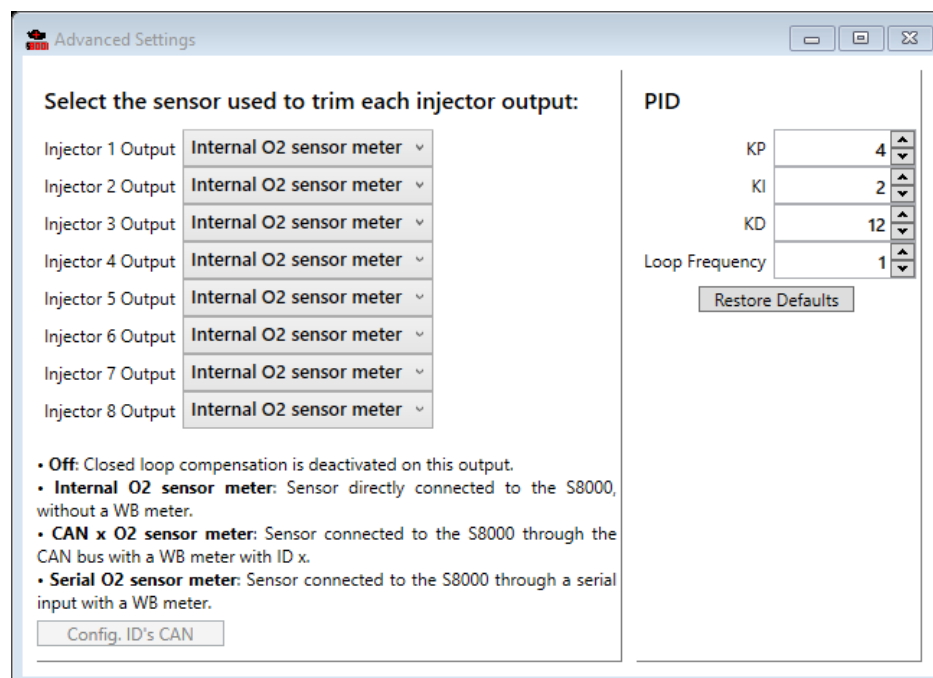 S8000
Advanced Settings
Select the sensor used to trim each injector output:
Injector 1 Output Internal O2 sensor meter
Injector 2 Output Internal O2 sensor meter
Injector 3 Output Internal O2 sensor meter
Injector 4 Output Internal O2 sensor meter
Injector 5 Output Internal O2 sensor meter
Injector 6 Output Internal O2 sensor meter
Injector 7 Output Internal O2 sensor meter
Injector 8 Output Internal O2 sensor meter
• Off: Closed loop compensation is deactivated on this output.
• Internal O2 sensor meter: Sensor directly connected to the S8000,
without a WB meter.
• CAN x O2 sensor meter: Sensor connected to the S8000 through the
CAN bus with a WB meter with ID x.
• Serial O2 sensor meter: Sensor connected to the S8000 through a serial
input with a WB meter.
Config. ID's CAN
PID
KP 4
KI 2
KD 12
Loop Frequency 1
Restore Defaults